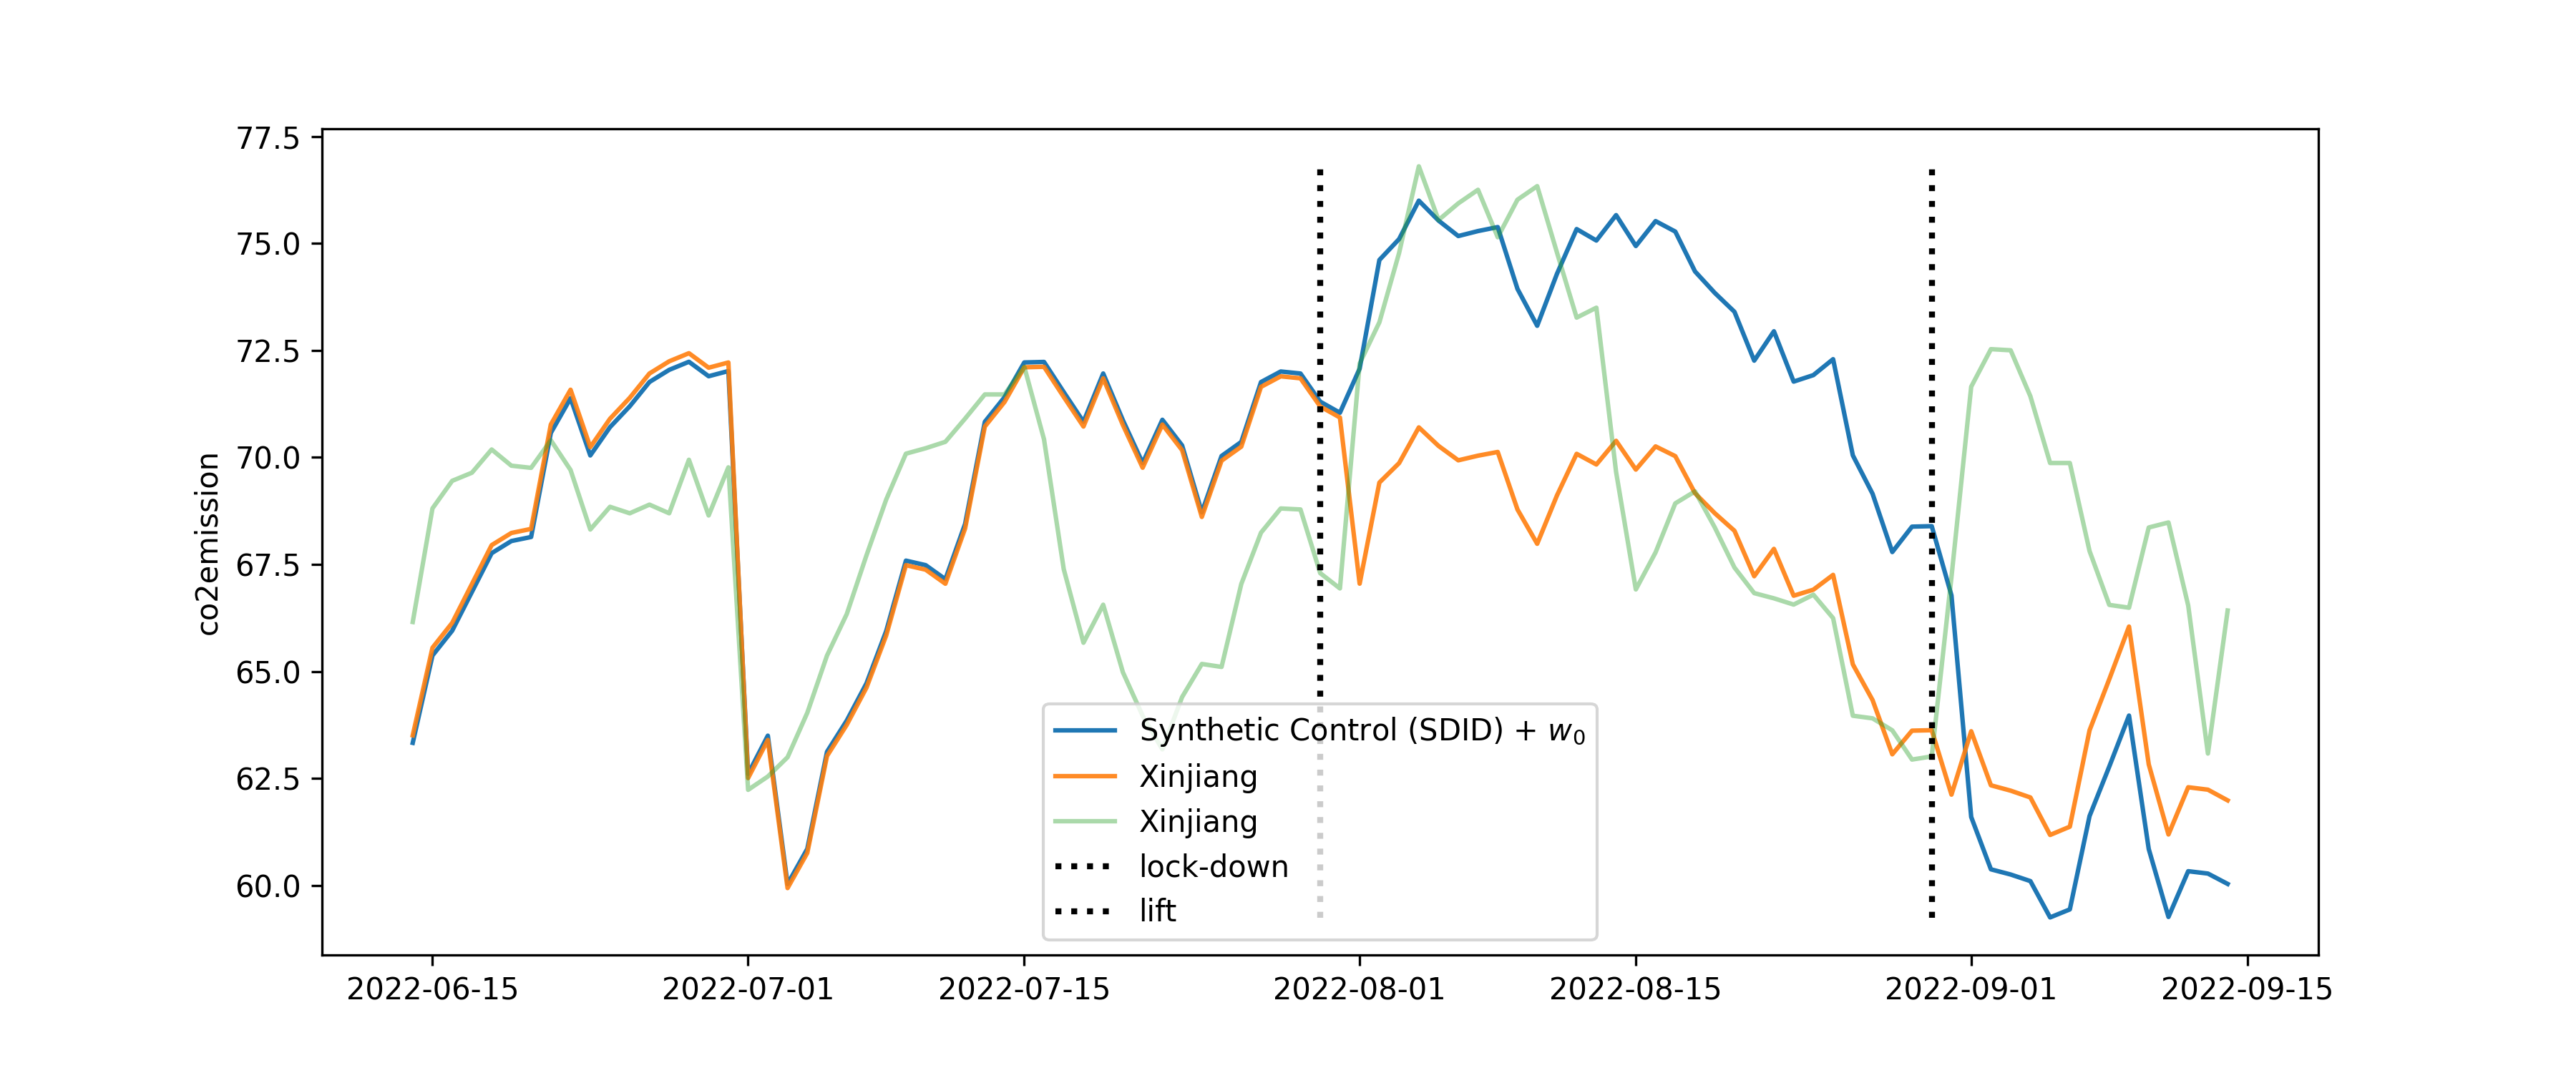 77.5
75.0
72.5
70.0
67.5
65.0
62.5
60.0
co2emission
Synthetic Control (SDID) + w₀
Xinjiang
Xinjiang
lock-down
lift
2022-06-15 2022-07-01 2022-07-15 2022-08-01 2022-08-15 2022-09-01 2022-09-15